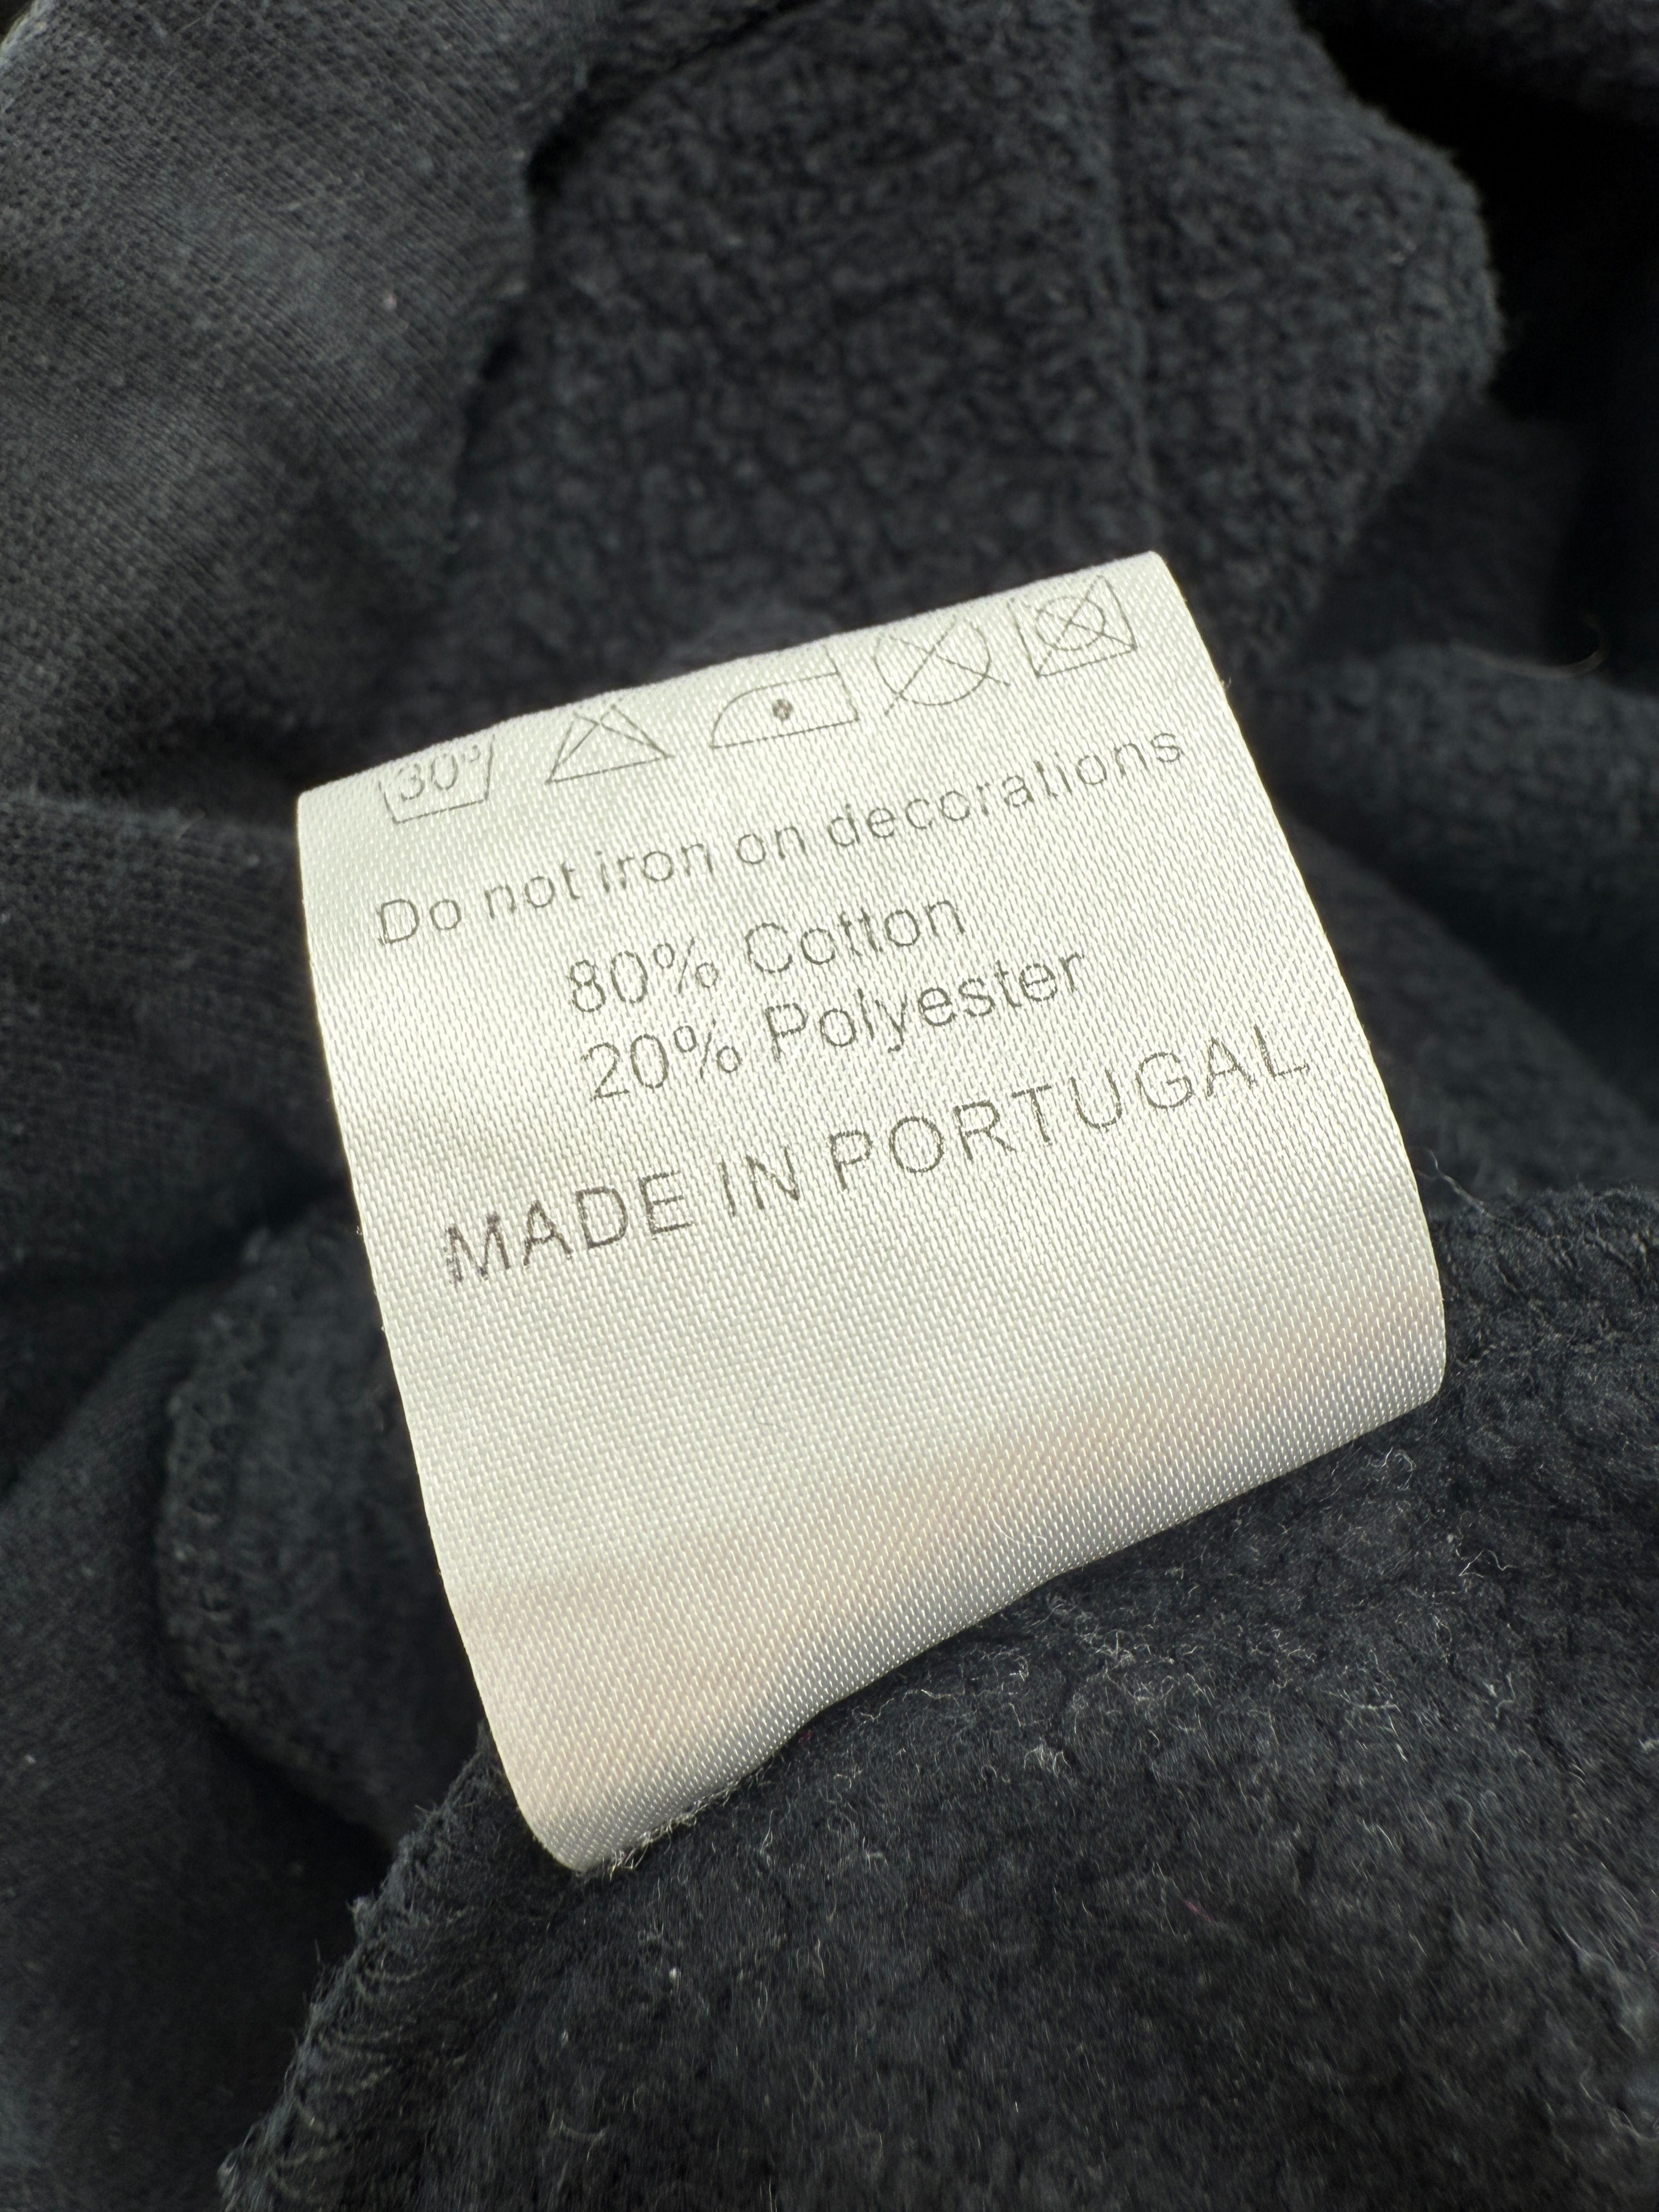 30°
Do not iron on decorations
80% Cotton
20% Polyester
MADE IN PORTUGAL